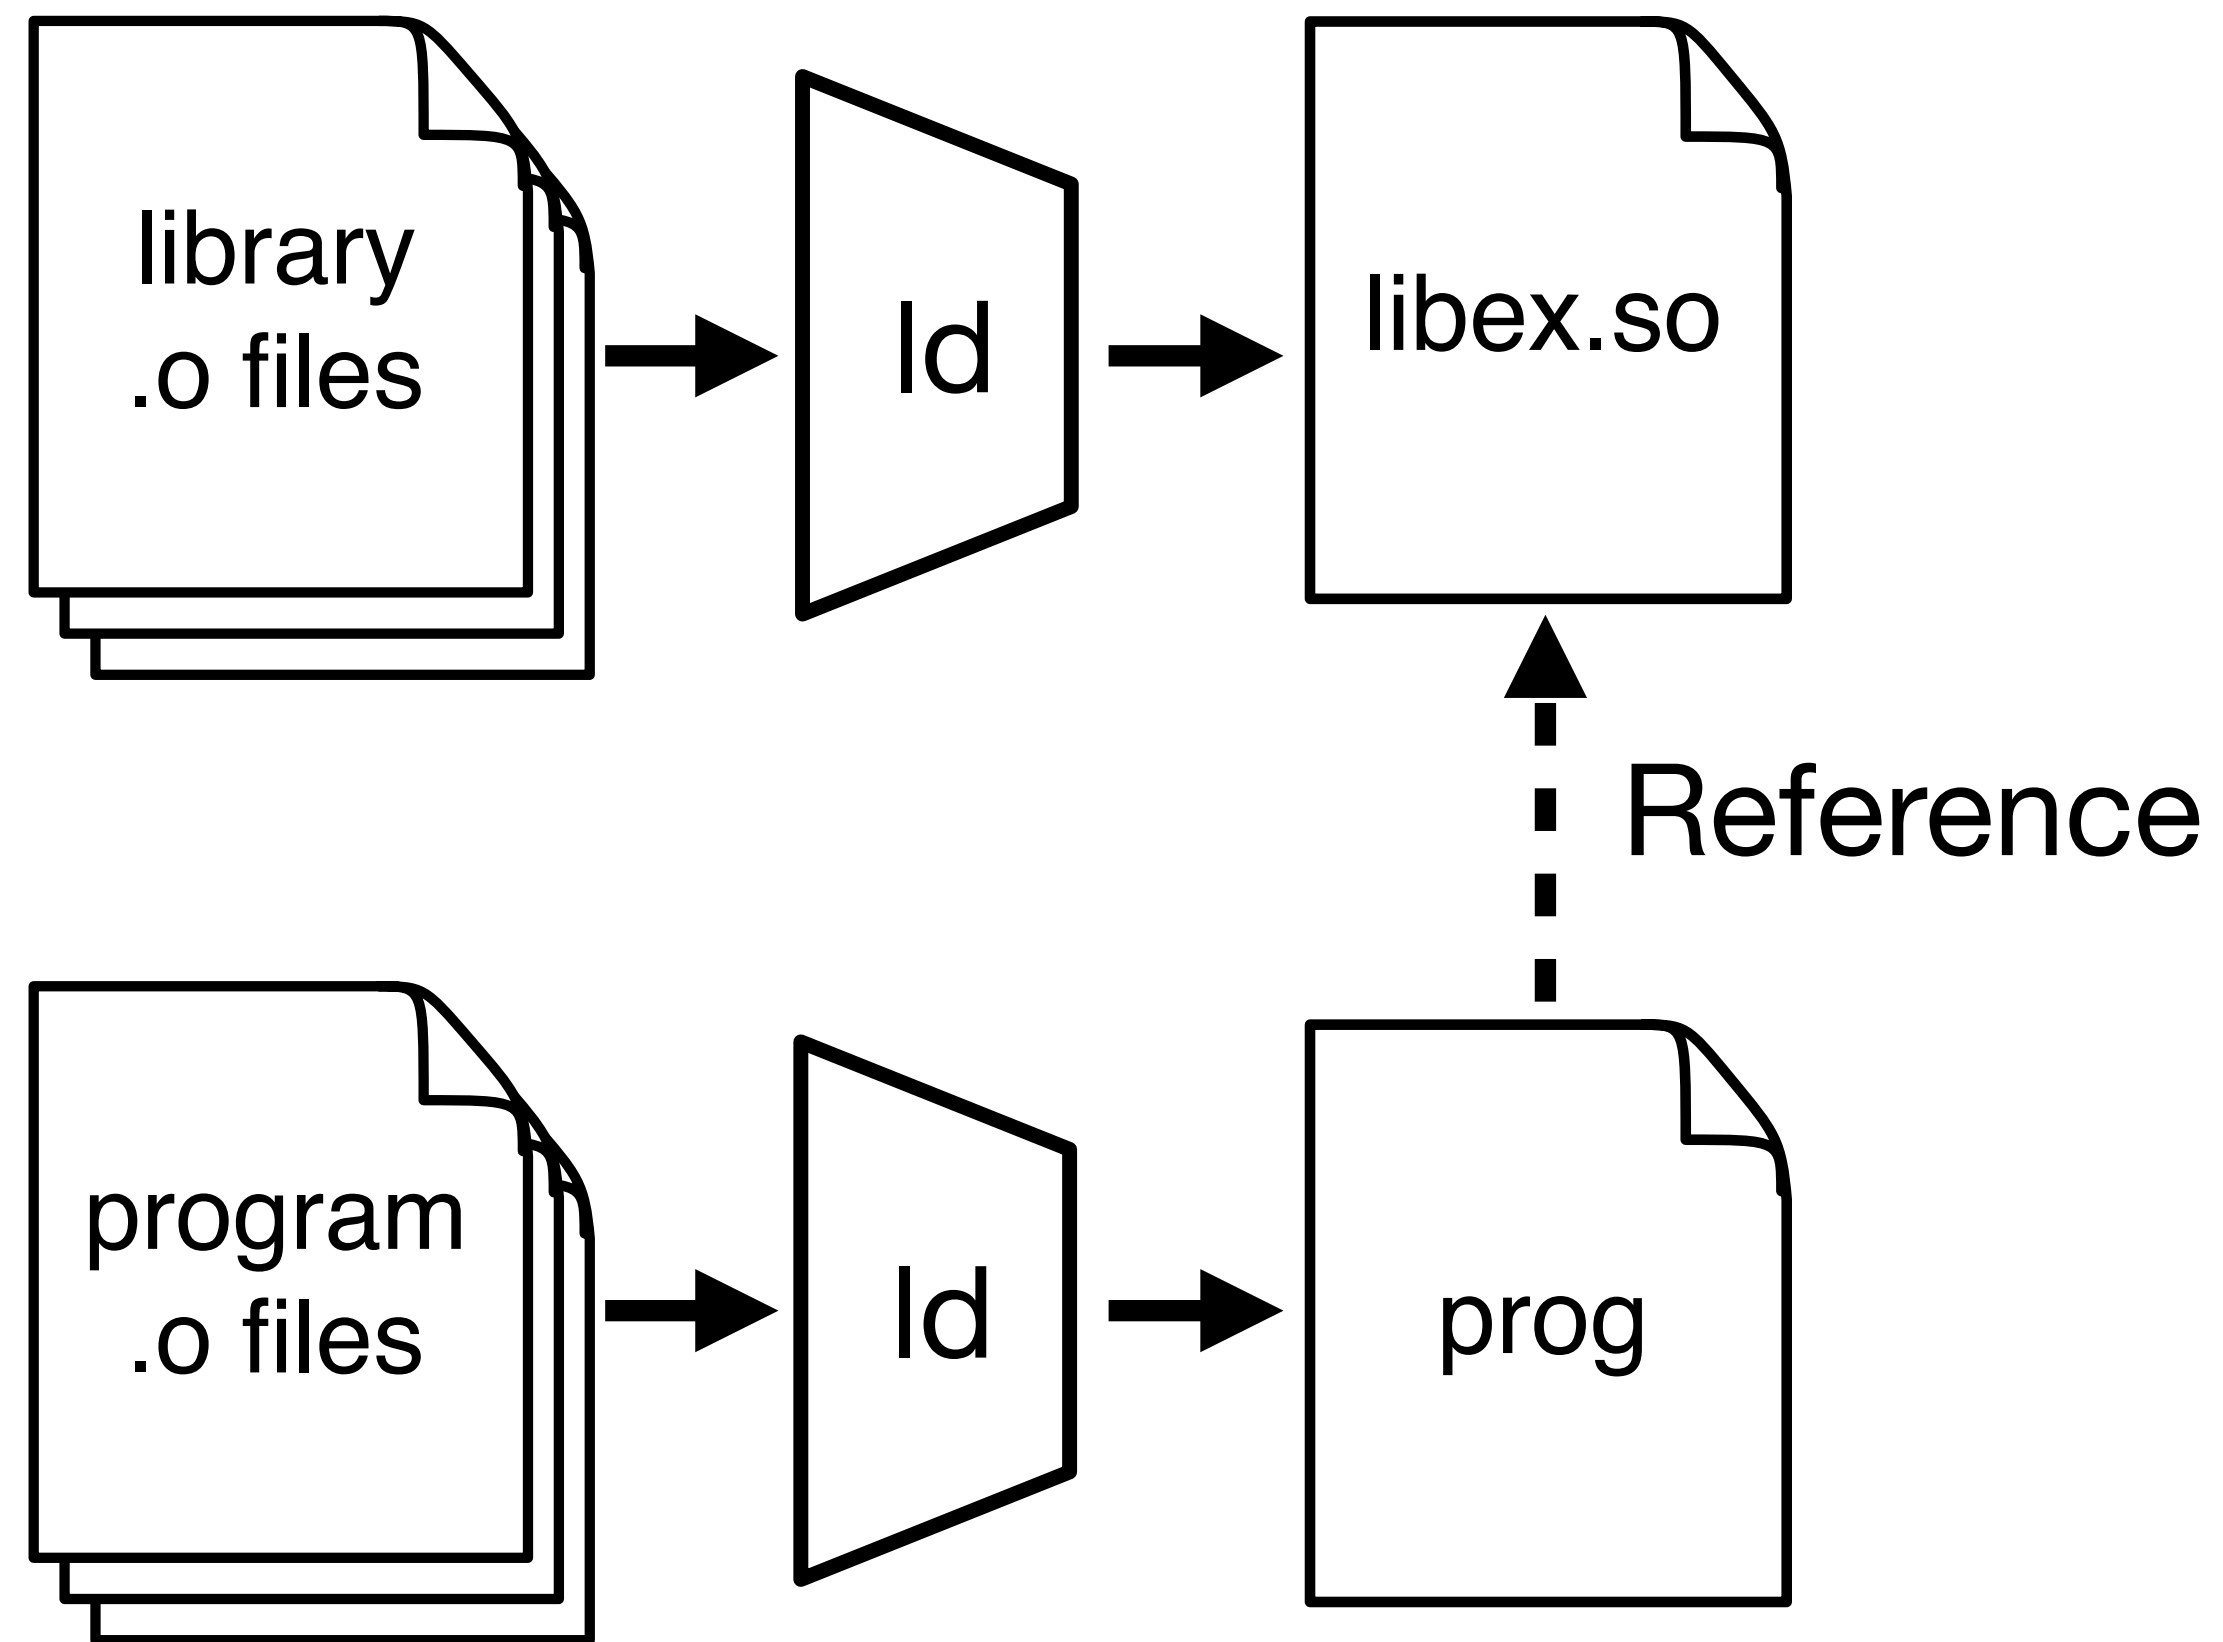 library
.o files
ld
libex.so
Reference
program
.o files
ld
prog